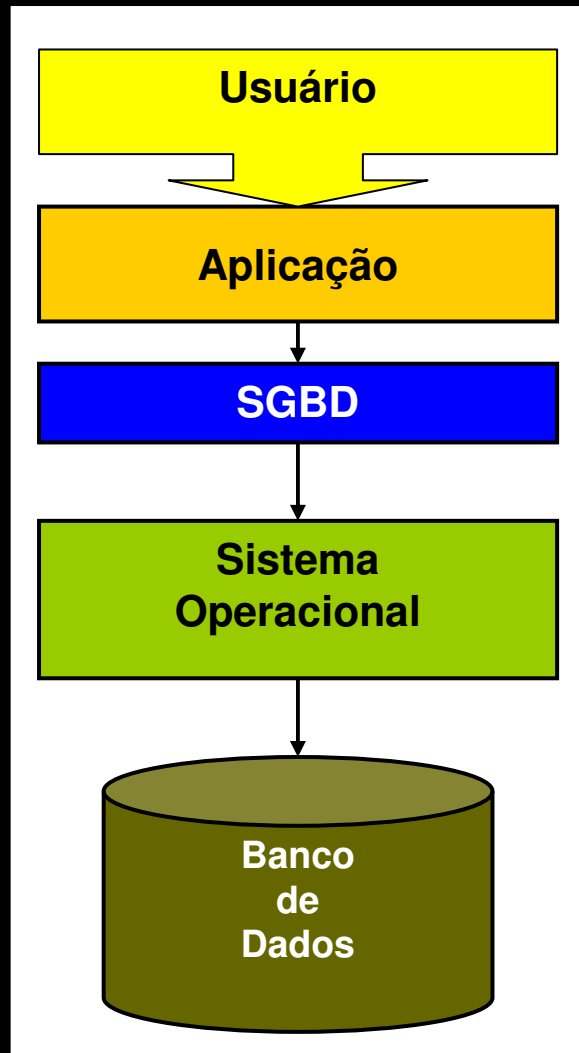 Usuário
Aplicação
SGBD
Sistema
Operacional
Banco
de
Dados